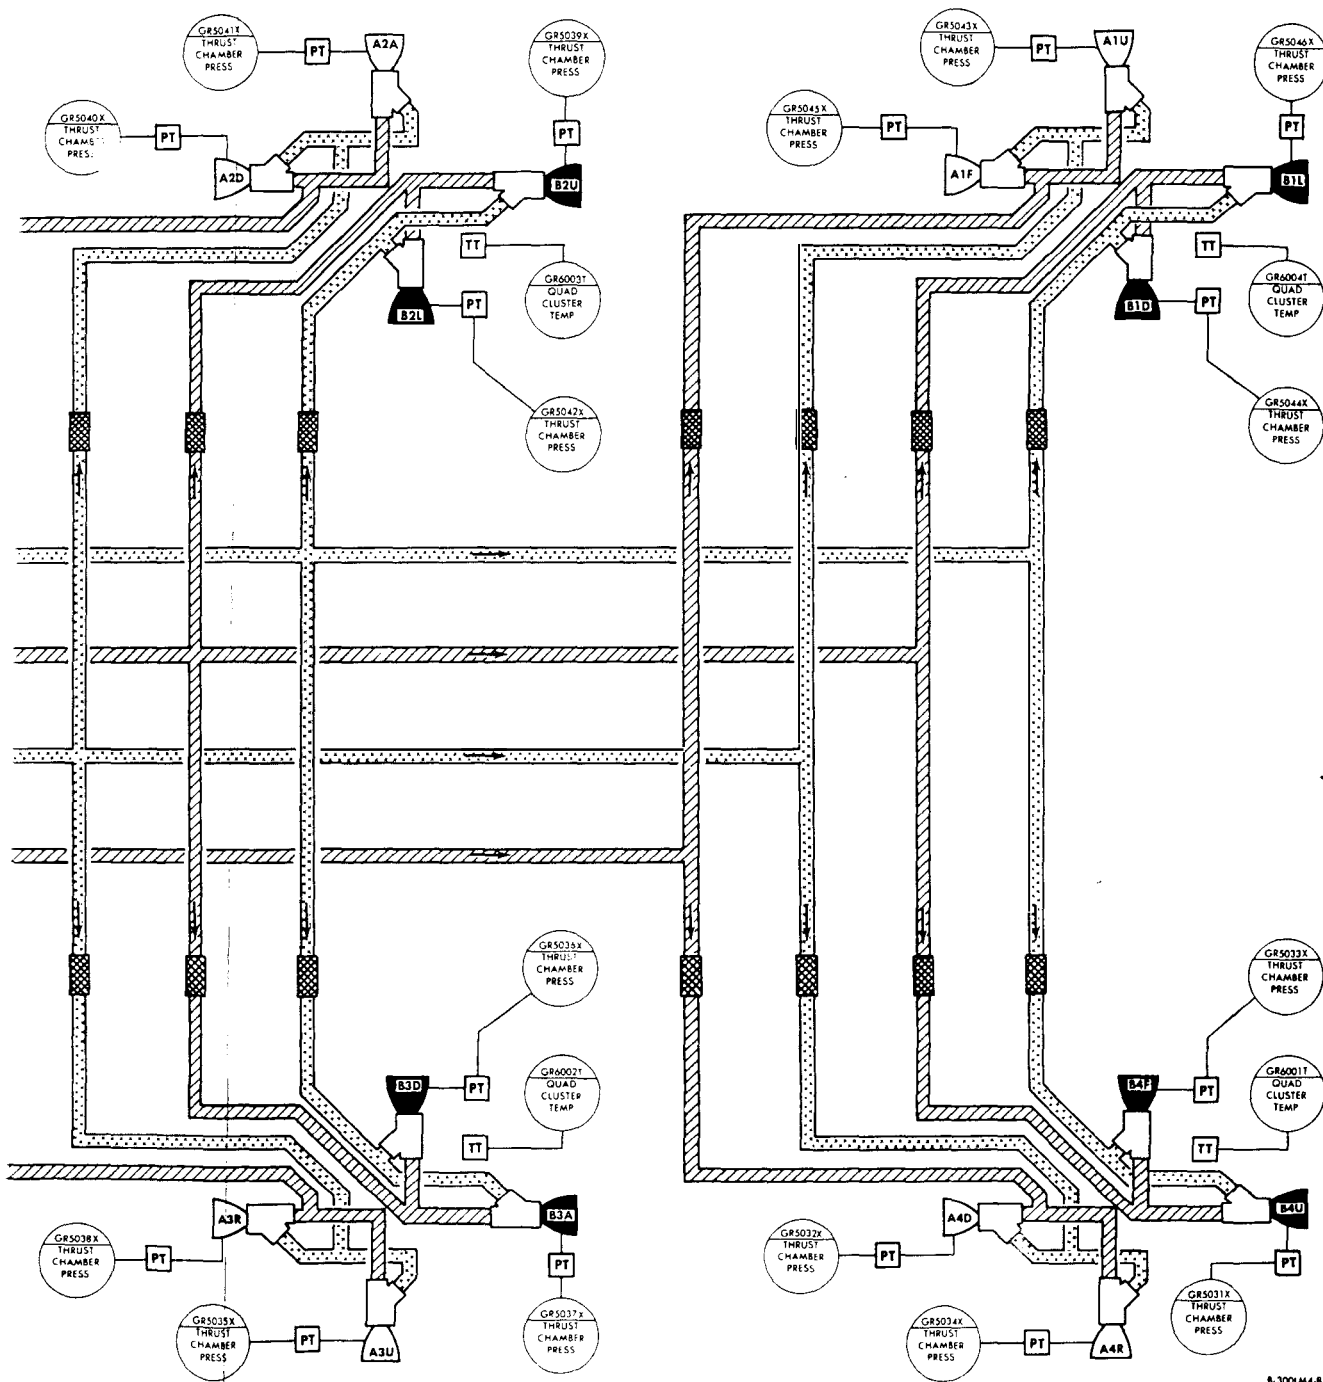 GR5041X
THRUST
CHAMBER
PRESS
PT
A2A
GR5039X
THRUST
CHAMBER
PRESS
PT
GR5040X
THRUST
PRESS
PT
A2D
B2U
TT
GR6003T
QUAD
CLUSTER
TEMP
B2L
PT
GR5042X
THRUST
CHAMBER
PRESS
GR5043X
THRUST
CHAMBER
PRESS
PT
A1U
GR5046X
THRUST
CHAMBER
PRESS
PT
GR5045X
THRUST
CHAMBER
PRESS
PT
A1F
B1L
TT
GR6004T
QUAD
CLUSTER
TEMP
B1D
PT
GR5044X
THRUST
CHAMBER
PRESS
GR5036X
THRUST
CHAMBER
PRESS
B3D
PT
GR6002T
QUAD
CLUSTER
TEMP
TT
A3R
B3A
GR5038X
THRUST
CHAMBER
PRESS
PT
PT
GR5035X
THRUST
CHAMBER
PRESS
PT
A3U
GR5037X
THRUST
CHAMBER
PRESS
GR5033X
THRUST
CHAMBER
PRESS
B4F
PT
GR6001T
QUAD
CLUSTER
TEMP
TT
A4D
B4U
GR5032X
THRUST
CHAMBER
PRESS
PT
PT
GR5034X
THRUST
CHAMBER
PRESS
PT
A4R
GR5031X
THRUST
CHAMBER
PRESS